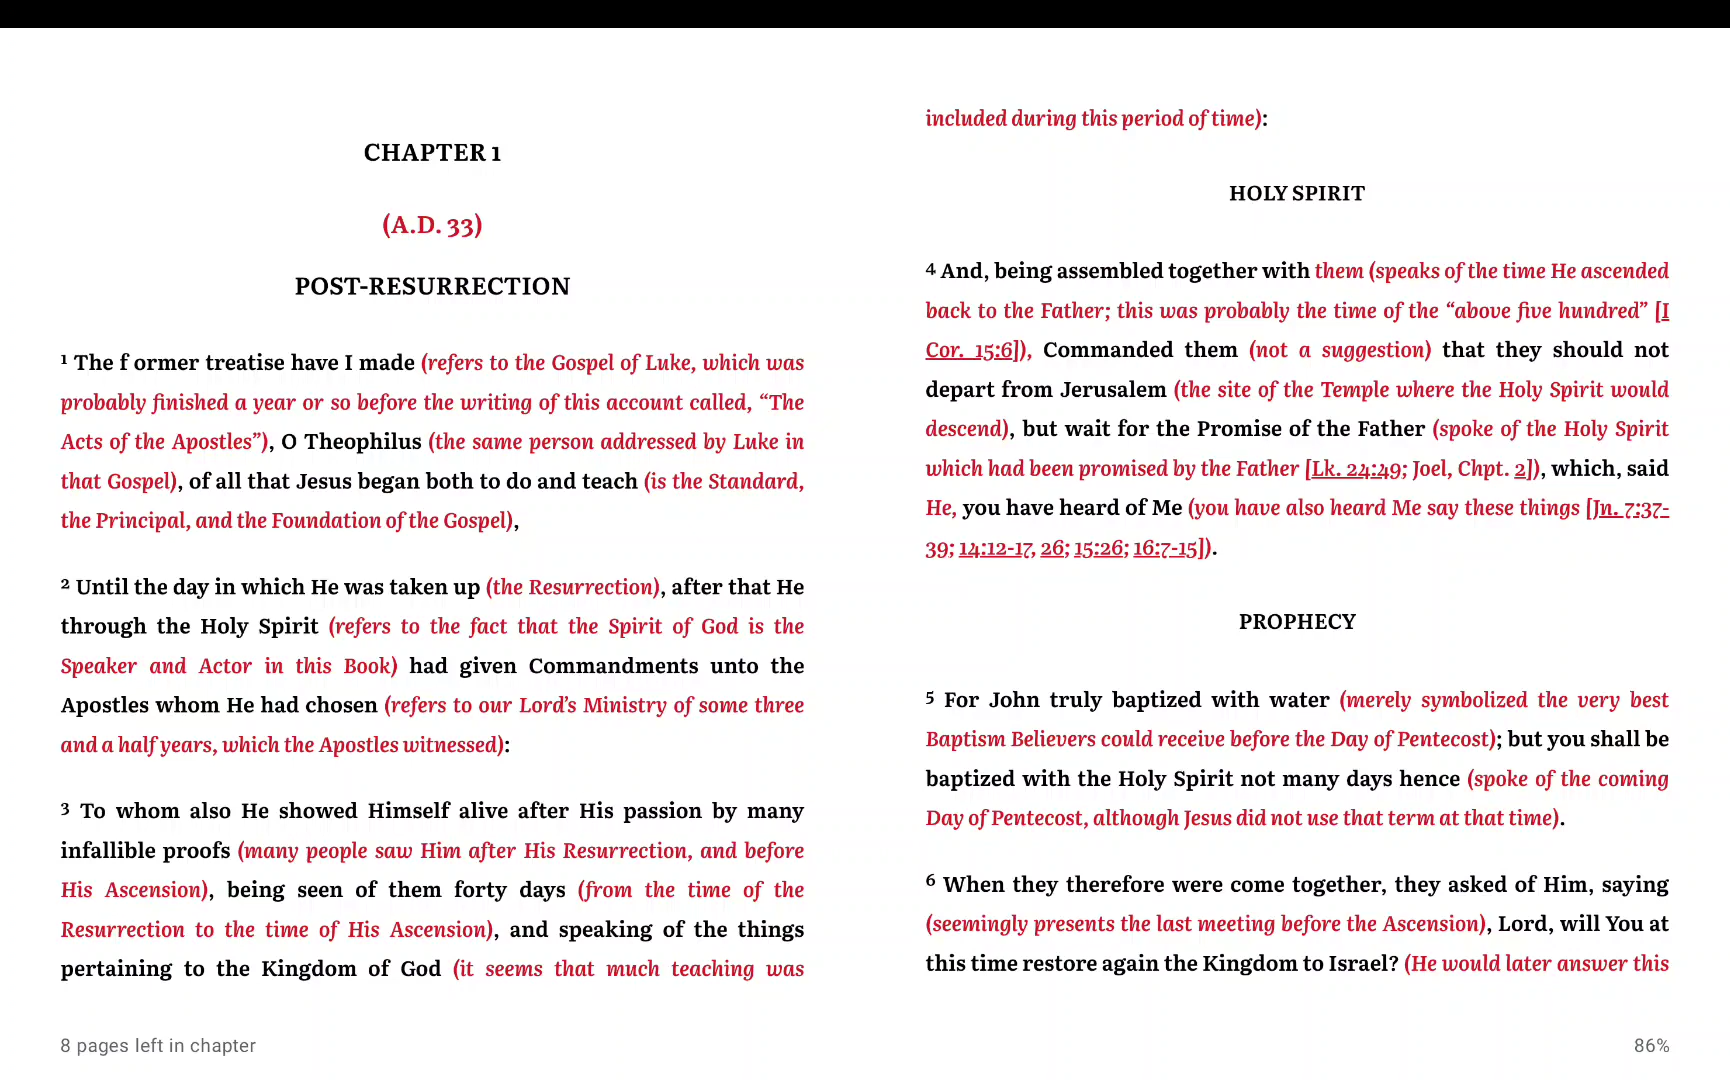 CHAPTER 1
(A.D. 33)
POST-RESURRECTION
1 The f ormer treatise have I made (refers to the Gospel of Luke, which was
probably finished a year or so before the writing of this account called, “The
Acts of the Apostles”), O Theophilus (the same person addressed by Luke in
that Gospel), of all that Jesus began both to do and teach (is the Standard,
the Principal, and the Foundation of the Gospel),
2 Until the day in which He was taken up (the Resurrection), after that He
through the Holy Spirit (refers to the fact that the Spirit of God is the
Speaker and Actor in this Book) had given Commandments unto the
Apostles whom He had chosen (refers to our Lord’s Ministry of some three
and a half years, which the Apostles witnessed):
3 To whom also He showed Himself alive after His passion by many
infallible proofs (many people saw Him after His Resurrection, and before
His Ascension), being seen of them forty days (from the time of the
Resurrection to the time of His Ascension), and speaking of the things
pertaining to the Kingdom of God (it seems that much teaching was
included during this period of time):
HOLY SPIRIT
4 And, being assembled together with them (speaks of the time He ascended
back to the Father; this was probably the time of the “above five hundred” [I
Cor. 15:6]), Commanded them (not a suggestion) that they should not
depart from Jerusalem (the site of the Temple where the Holy Spirit would
descend), but wait for the Promise of the Father (spoke of the Holy Spirit
which had been promised by the Father [Lk. 24:49; Joel, Chpt. 2]), which, said
He, you have heard of Me (you have also heard Me say these things [Jn. 7:37-
39; 14:12-17, 26; 15:26; 16:7-15]).
PROPHECY
5 For John truly baptized with water (merely symbolized the very best
Baptism Believers could receive before the Day of Pentecost); but you shall be
baptized with the Holy Spirit not many days hence (spoke of the coming
Day of Pentecost, although Jesus did not use that term at that time).
6 When they therefore were come together, they asked of Him, saying
(seemingly presents the last meeting before the Ascension), Lord, will You at
this time restore again the Kingdom to Israel? (He would later answer this
8 pages left in chapter
86%